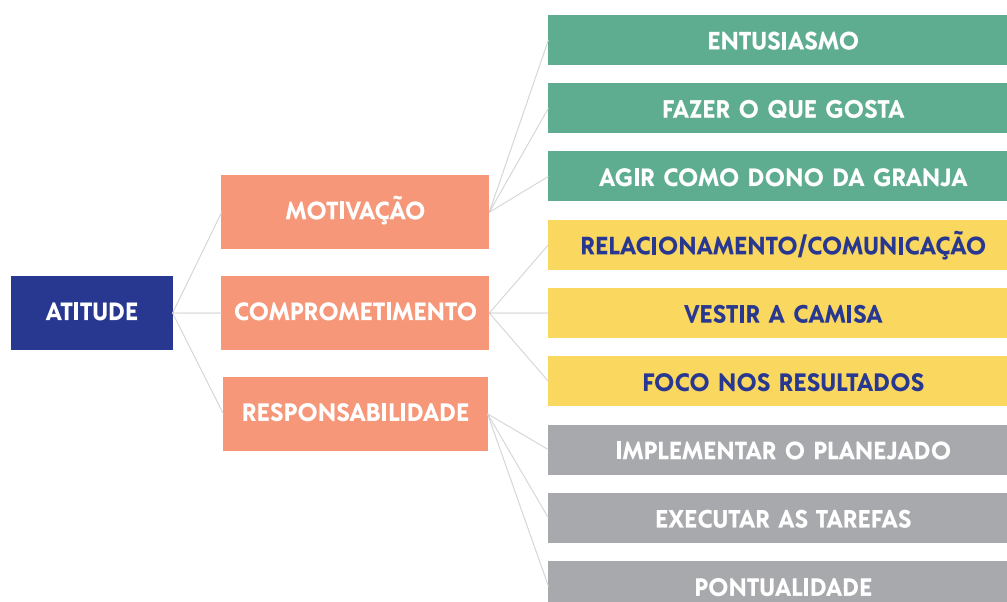 ATITUDE
MOTIVAÇÃO
COMPROMETIMENTO
RESPONSABILIDADE
ENTUSIASMO
FAZER O QUE GOSTA
AGIR COMO DONO DA GRANJA
RELACIONAMENTO/COMUNICAÇÃO
VESTIR A CAMISA
FOCO NOS RESULTADOS
IMPLEMENTAR O PLANEJADO
EXECUTAR AS TAREFAS
PONTUALIDADE